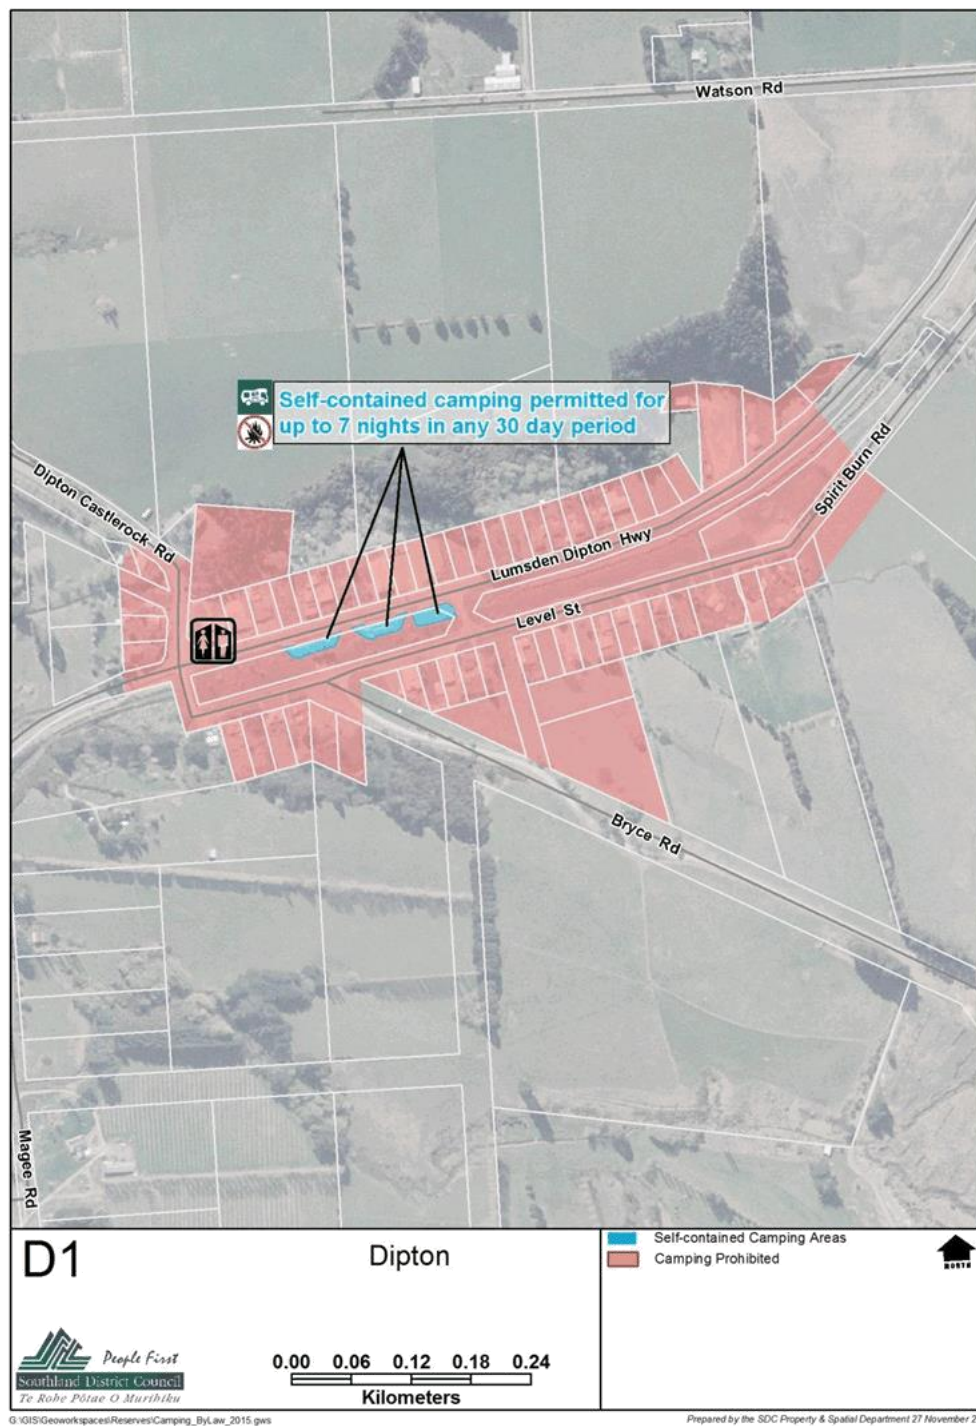 Watson Rd
Self-contained camping permitted for
up to 7 nights in any 30 day period
Dipton Castlerock Rd
Spirit Burn Rd
Lumsden Dipton Hwy
Level St
Bryce Rd
Magee Rd
D1
Dipton
Self-contained Camping Areas
Camping Prohibited
NORTH
People First
Southland District Council
Te Rohe Pōtae O Murihiku
0.00 0.06 0.12 0.18 0.24
Kilometers
G:\GIS\Geoworkspaces\Reserves\Camping_ByLaw_2015.gws
Prepared by the SDC Property & Spatial Department 27 November 2